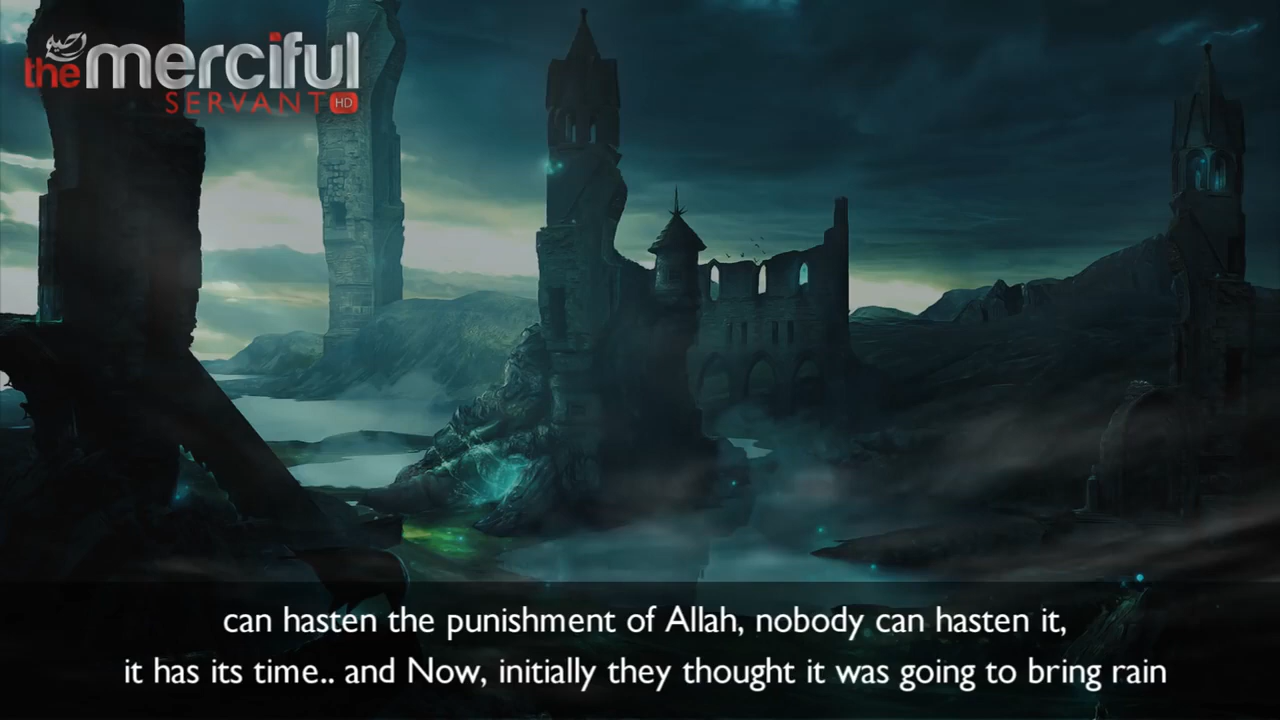 the merciful
SERVANT HD
can hasten the punishment of Allah, nobody can hasten it,
it has its time.. and Now, initially they thought it was going to bring rain